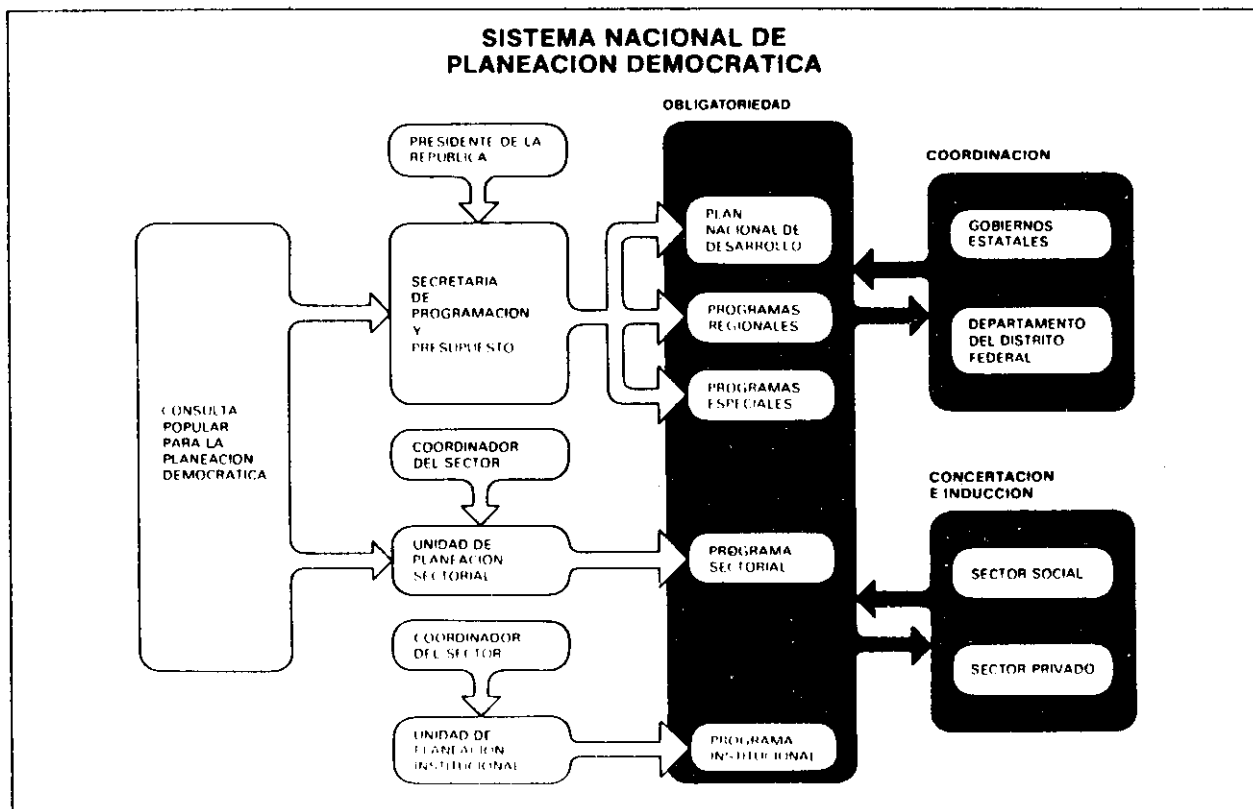 SISTEMA NACIONAL DE
PLANEACION DEMOCRATICA
OBLIGATORIEDAD
PRESIDENTE DE LA
REPUBLICA
COORDINACION
CONSULTA
POPULAR
PARA LA
PLANEACION
DEMOCRATICA
SECRETARIA
DE
PROGRAMACION
Y
PRESUPUESTO
PLAN
NACIONAL DE
DESARROLLO
PROGRAMAS
REGIONALES
PROGRAMAS
ESPECIALES
GOBIERNOS
ESTATALES
DEPARTAMENTO
DEL DISTRITO
FEDERAL
COORDINADOR
DEL SECTOR
UNIDAD DE
PLANEACION
SECTORIAL
PROGRAMA
SECTORIAL
CONCERTACION
E INDUCCION
SECTOR SOCIAL
SECTOR PRIVADO
COORDINADOR
DEL SECTOR
UNIDAD DE
PLANEACION
INSTITUCIONAL
PROGRAMA
INSTITUCIONAL